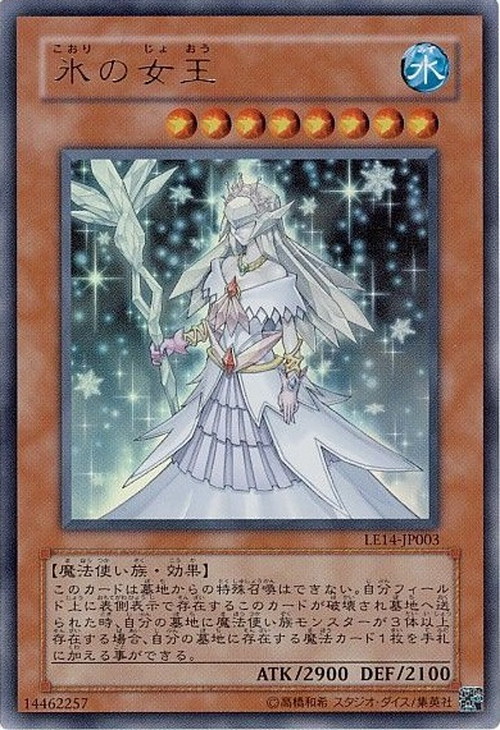 こおり じょ おう
氷の女王
水
LE14-JP003
【魔法使い族・効果】
このカードは墓地からの特殊召喚はできない。自分フィール
ド上に表側表示で存在するこのカードが破壊され墓地へ送
られた時、自分の墓地に魔法使い族モンスターが3体以上
存在する場合、自分の墓地に存在する魔法カード1枚を手札
に加える事ができる。
ATK/2900 DEF/2100
14462257
©高橋和希 スタジオ・ダイス/集英社